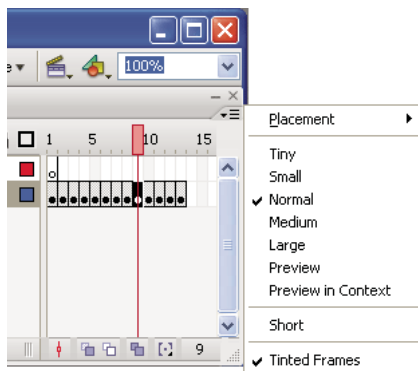 100%
1 5 10 15
9
Placement
Tiny
Small
Normal
Medium
Large
Preview
Preview in Context
Short
Tinted Frames